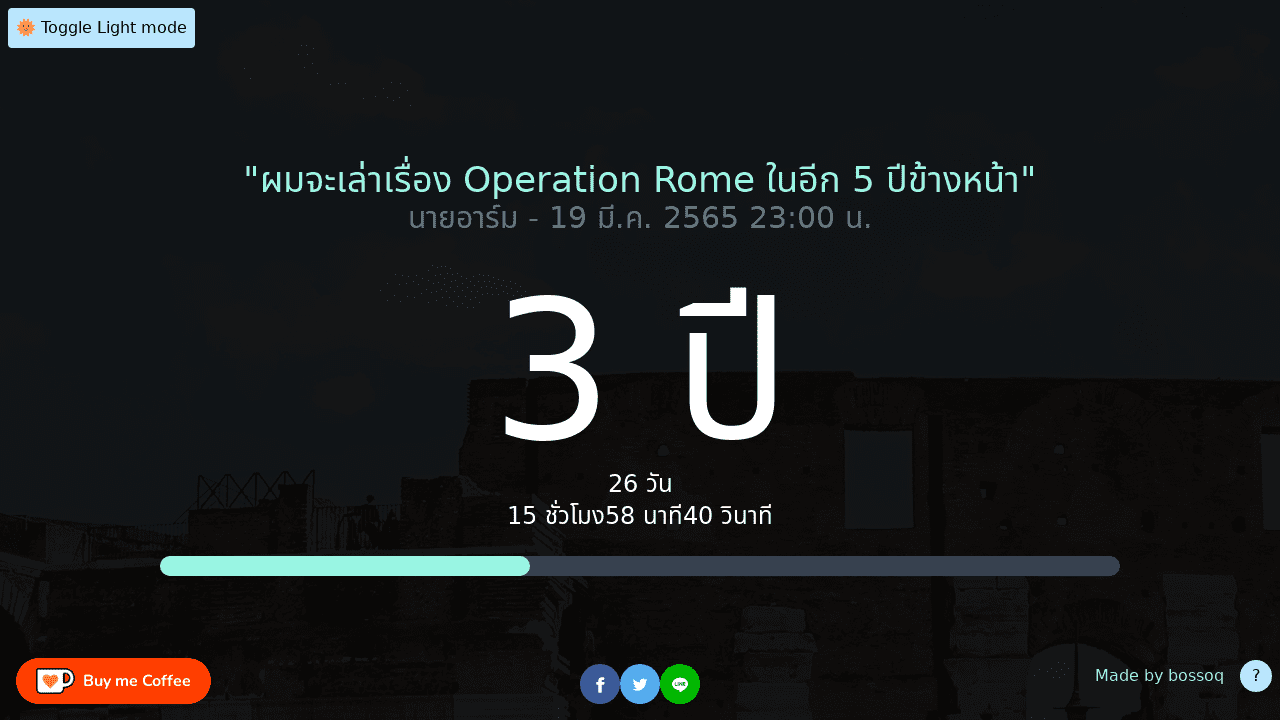 Toggle Light mode
"ผมจะเล่าเรื่อง Operation Rome ในอีก 5 ปีข้างหน้า"
นายอาร์ม - 19 มี.ค. 2565 23:00 น.
3 ปี
26 วัน
15 ชั่วโมง58 นาที40 วินาที
Buy me Coffee
LINE
Made by bossoq
?